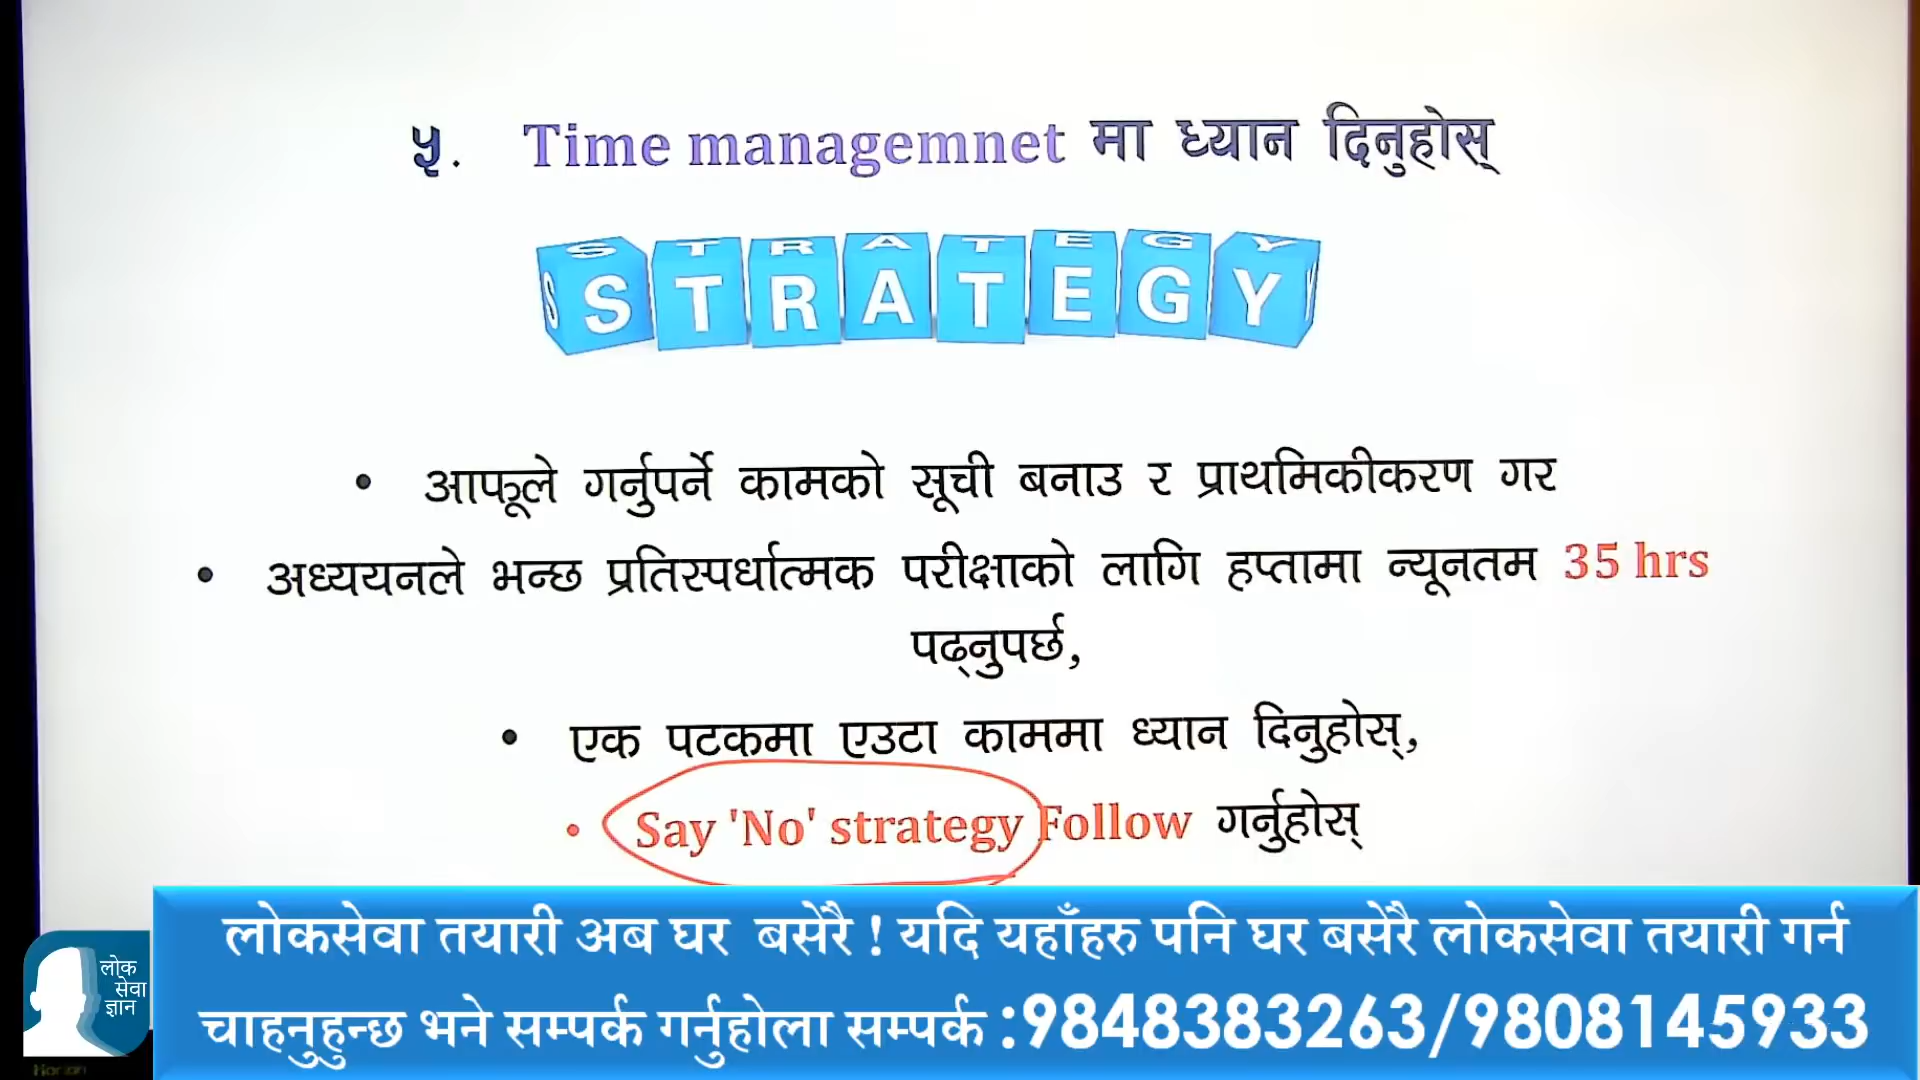 ५. Time managemnet मा ध्यान दिनुहोस्
STRATEGY
STRATEGY
• आफूले गर्नुपर्ने कामको सूची बनाउ र प्राथमिकीकरण गर
• अध्ययनले भन्छ प्रतिस्पर्धात्मक परीक्षाको लागि हप्तामा न्यूनतम 35 hrs
पढ्नुपर्छ,
• एक पटकमा एउटा काममा ध्यान दिनुहोस्,
• Say 'No' strategy Follow गर्नुहोस्
लोकसेवा तयारी अब घर बसेरै ! यदि यहाँहरु पनि घर बसेरै लोकसेवा तयारी गर्न
चाहनुहुन्छ भने सम्पर्क गर्नुहोला सम्पर्क :9848383263/9808145933
लोक
सेवा
ज्ञान